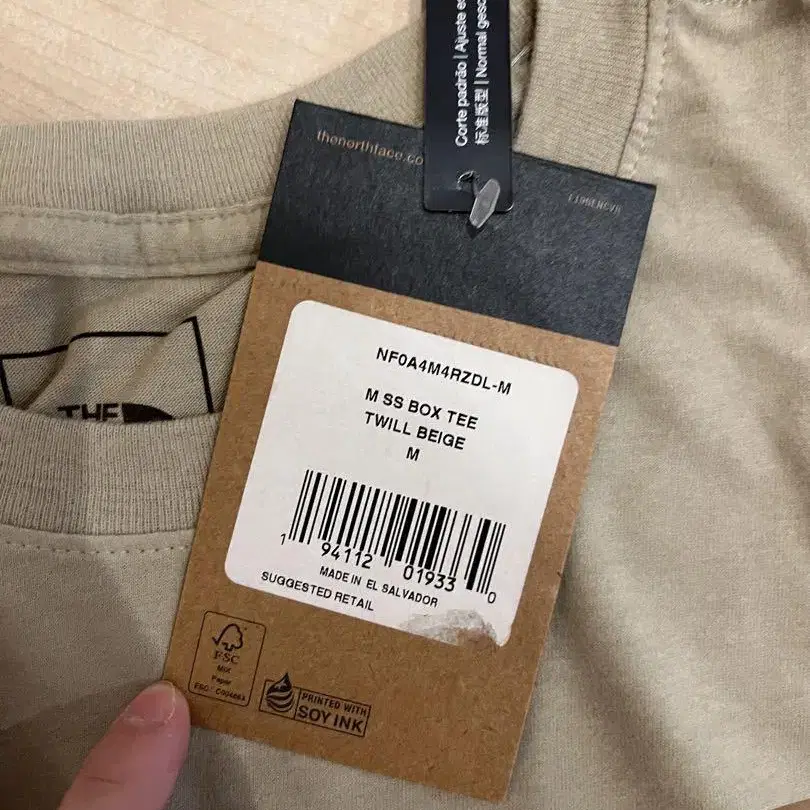 Corte padrão | Ajuste
标准版型 | Normal
thenorthface.co
NF0A4M4RZDL-M
M SS BOX TEE
TWILL BEIGE
M
1 94112 01933 0
MADE IN EL SALVADOR
SUGGESTED RETAIL
THE
FSC
MIX
Paper
PRINTED WITH
SOY INK